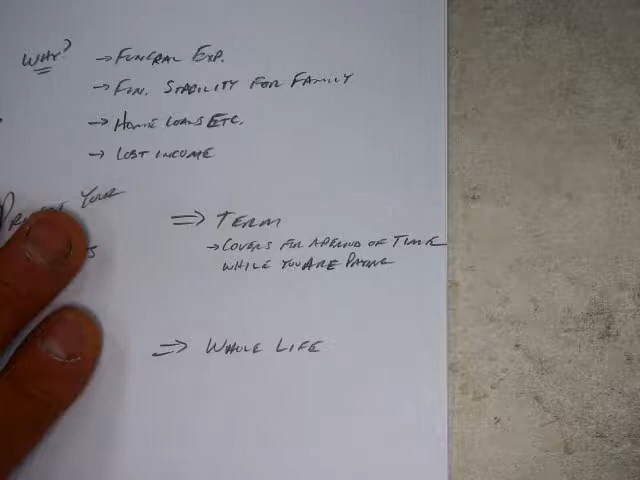 WHY? → FUNERAL EXP.
→ FIN. STABILITY FOR FAMILY
→ HOME LOANS ETC.
→ LOST INCOME
YOUR
⇒ TERM
→ COVERS FOR A PERIOD OF TIME
WHILE YOU ARE PAYING
⇒ WHOLE LIFE